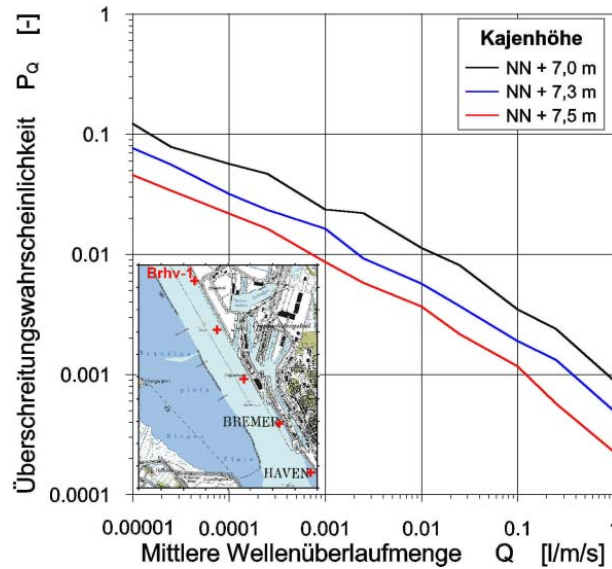 Überschreitungswahrscheinlichkeit P_Q [-]
1
0.1
0.01
0.001
0.0001
Kajenhöhe
NN + 7,0 m
NN + 7,3 m
NN + 7,5 m
Brhv-1
BREMER
HAVEN
0.00001 0.0001 0.001 0.01 0.1
Mittlere Wellenüberlaufmenge Q [l/m/s]